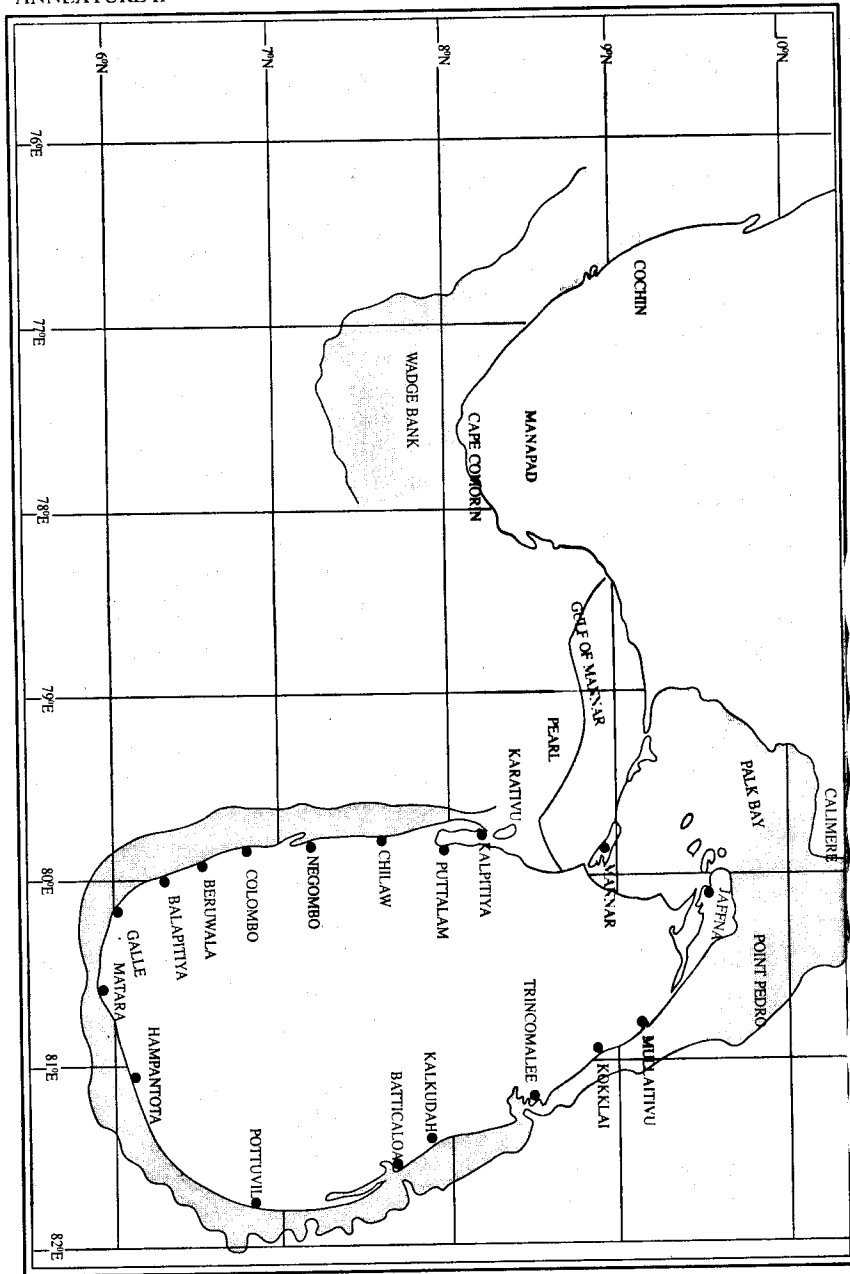 ANNEXTURE II
10°N
9°N
8°N
7°N
6°N
76°E
77°E
78°E
79°E
80°E
81°E
82°E
COCHIN
MANAPAD
CAPE COMORIN
WADGE BANK
GULF OF MANNAR
PEARL
PALK BAY
CALIMERE
POINT PEDRO
JAFFNA
MANNAR
KARATIVU
KALPITIYA
PUTTALAM
CHILAW
NEGOMBO
COLOMBO
BERUWALA
BALAPITIYA
GALLE
MATARA
HAMPANTOTA
POTTUVIL
BATTICALOA
KALKUDAH
TRINCOMALEE
KOKKLAI
MULLAITIVU